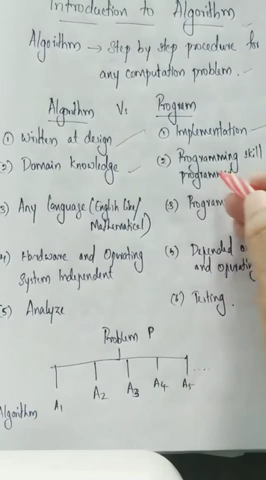 Introduction to Algorithm
Algorithm → Step by step procedure for
any computation problem.
Algorithm Vs Program
(1) Written at design
(1) Implementation
(2) Domain knowledge
(2) Programming skill
programming
(3) Any language (English like/
Mathematical)
(3) Program
(4) Hardware and Operating
System Independent
(4) Depended
and operating
(5) Analyze
(6) Testing.
Problem P
A1 A2 A3 A4 A5 ....
Algorithm